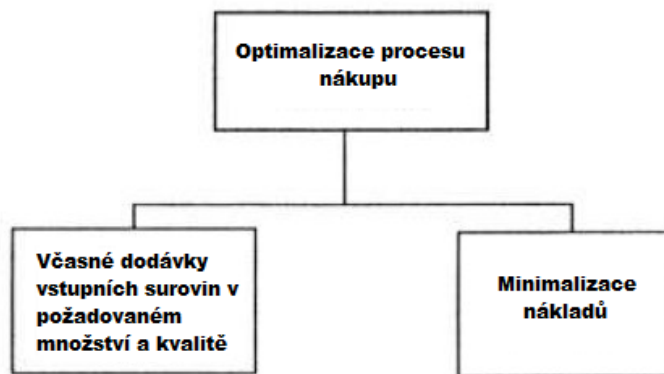 Optimalizace procesu
nákupu
Včasné dodávky
vstupních surovin v
požadovaném
množství a kvalitě
Minimalizace
nákladů